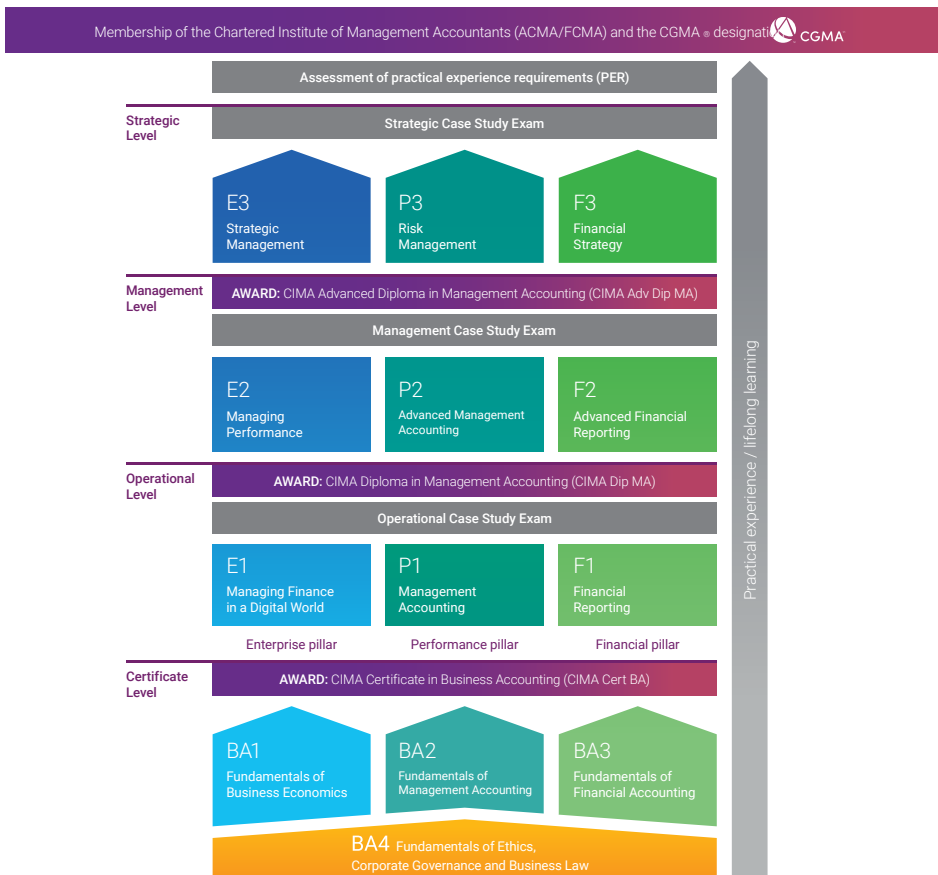 Membership of the Chartered Institute of Management Accountants (ACMA/FCMA) and the CGMA ® designati
CGMA
Assessment of practical experience requirements (PER)
Strategic
Level
Strategic Case Study Exam
E3
Strategic
Management
P3
Risk
Management
F3
Financial
Strategy
Management
Level
AWARD: CIMA Advanced Diploma in Management Accounting (CIMA Adv Dip MA)
Management Case Study Exam
E2
Managing
Performance
P2
Advanced Management
Accounting
F2
Advanced Financial
Reporting
Operational
Level
AWARD: CIMA Diploma in Management Accounting (CIMA Dip MA)
Operational Case Study Exam
E1
Managing Finance
in a Digital World
P1
Management
Accounting
F1
Financial
Reporting
Enterprise pillar
Performance pillar
Financial pillar
Certificate
Level
AWARD: CIMA Certificate in Business Accounting (CIMA Cert BA)
BA1
Fundamentals of
Business Economics
BA2
Fundamentals of
Management Accounting
BA3
Fundamentals of
Financial Accounting
BA4 Fundamentals of Ethics,
Corporate Governance and Business Law
Practical experience / lifelong learning